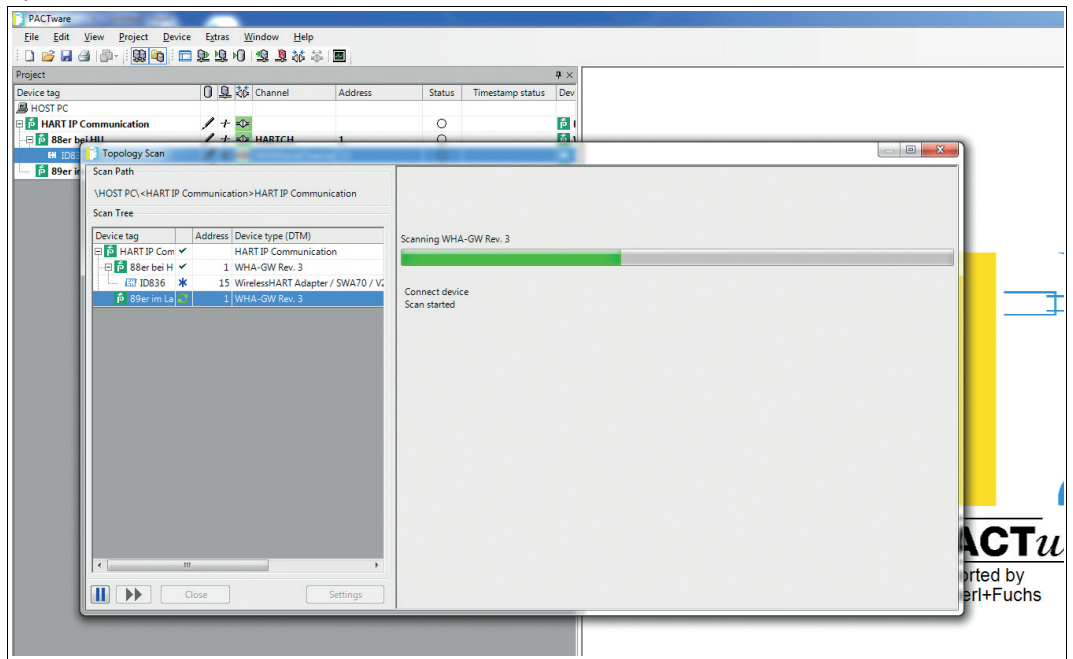 PACTware
File Edit View Project Device Extras Window Help
Project
Device tag Channel Address Status Timestamp status Dev
HOST PC
HART IP Communication
88er bei HU HARTCH 1
89er
Topology Scan
Scan Path
\HOST PC\<HART IP Communication>HART IP Communication
Scan Tree
Device tag Address Device type (DTM)
HART IP Com HART IP Communication
88er bei H 1 WHA-GW Rev. 3
ID836 15 WirelessHART Adapter / SWA70 / V2
89er im La 1 WHA-GW Rev. 3
Close Settings
Scanning WHA-GW Rev. 3
Connect device
Scan started
ACTw
orted by
erl+Fuchs